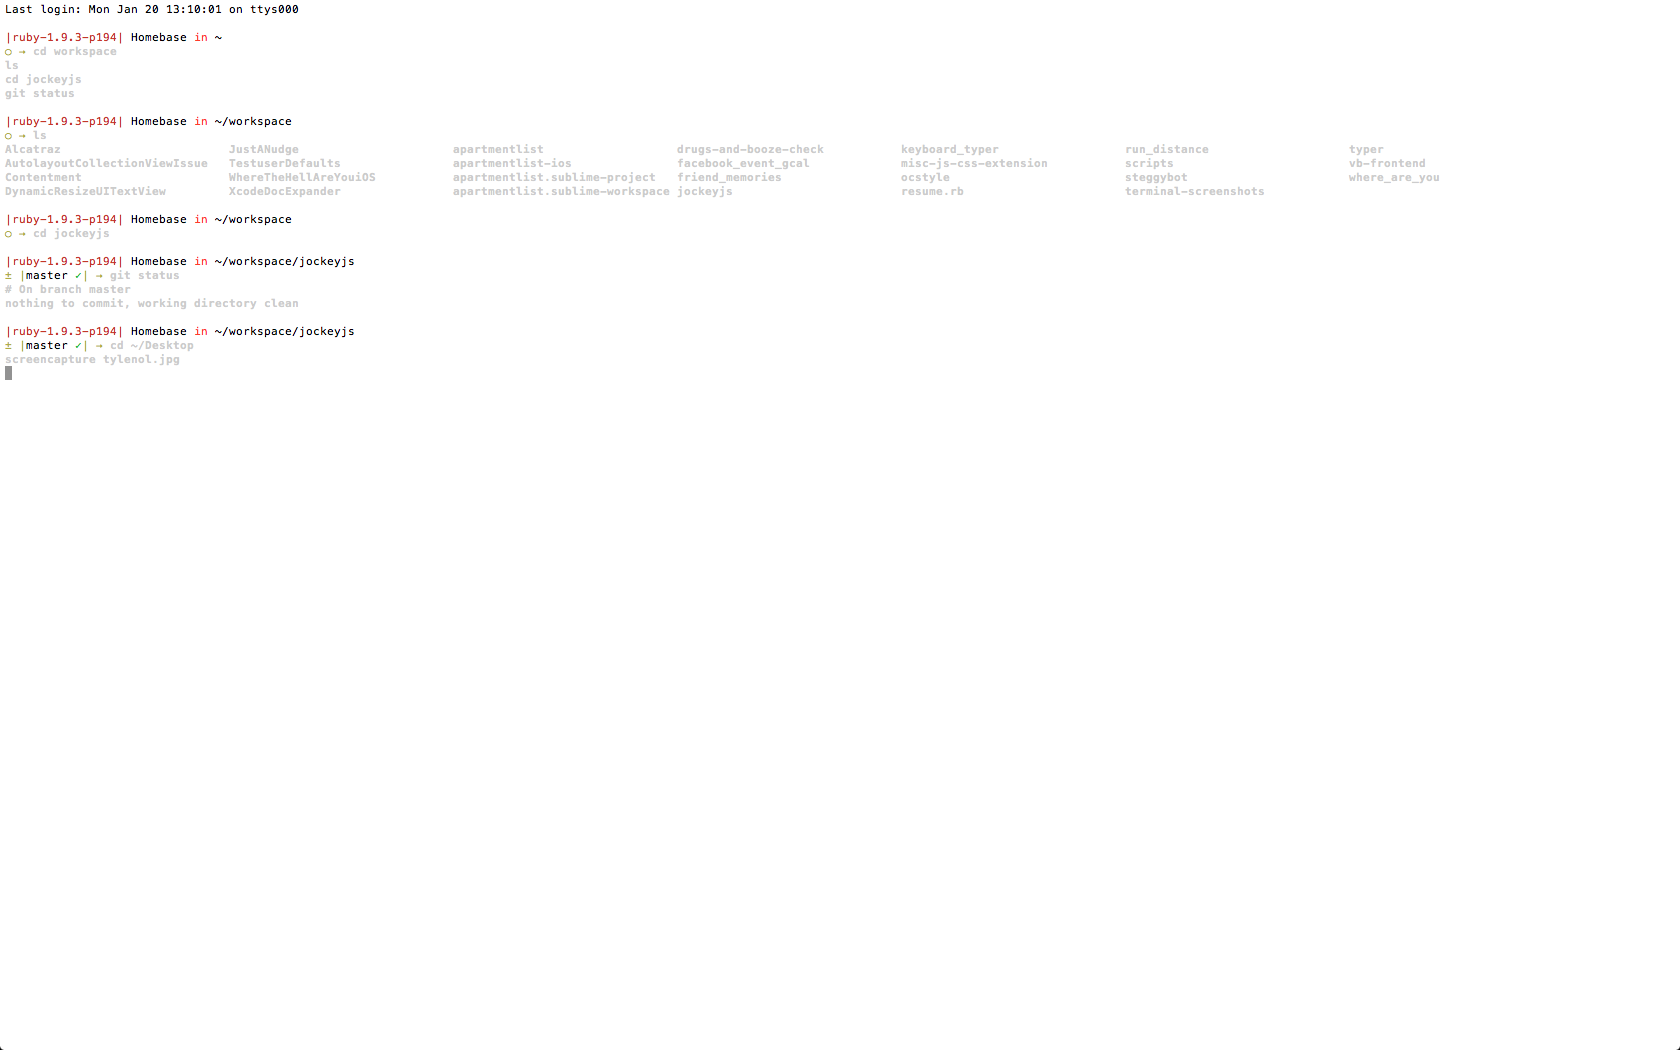 Last login: Mon Jan 20 13:10:01 on ttys000
|ruby-1.9.3-p194| Homebase in ~
○ → cd workspace
ls
cd jockeyjs
git status
|ruby-1.9.3-p194| Homebase in ~/workspace
○ → ls
Alcatraz JustANudge apartmentlist drugs-and-booze-check keyboard_typer run_distance typer
AutolayoutCollectionViewIssue TestuserDefaults apartmentlist-ios facebook_event_gcal misc-js-css-extension scripts vb-frontend
Contentment WhereTheHellAreYouiOS apartmentlist.sublime-project friend_memories ocstyle steggybot where_are_you
DynamicResizeUITextView XcodeDocExpander apartmentlist.sublime-workspace jockeyjs resume.rb terminal-screenshots
|ruby-1.9.3-p194| Homebase in ~/workspace
○ → cd jockeyjs
|ruby-1.9.3-p194| Homebase in ~/workspace/jockeyjs
± |master ✓| → git status
# On branch master
nothing to commit, working directory clean
|ruby-1.9.3-p194| Homebase in ~/workspace/jockeyjs
± |master ✓| → cd ~/Desktop
screencapture tylenol.jpg